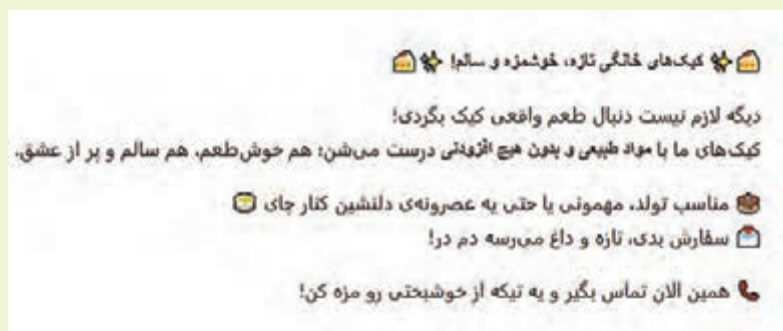 🍰✨ کیک‌های خانگی تازه، خوشمزه و سالم! ✨🍰
دیگه لازم نیست دنبال طعم واقعی کیک بگردی!
کیک‌های ما با مواد طبیعی و بدون هیچ افزودنی درست می‌شن؛ هم خوش‌طعم، هم سالم و پر از عشق.
🎂 مناسب تولد، مهمونی یا حتی یه عصرونه‌ی دلنشین کنار چای 🍵
📩 سفارش بدی، تازه و داغ می‌رسه دم در!
📞 همین الان تماس بگیر و یه تیکه از خوشبختی رو مزه کن!